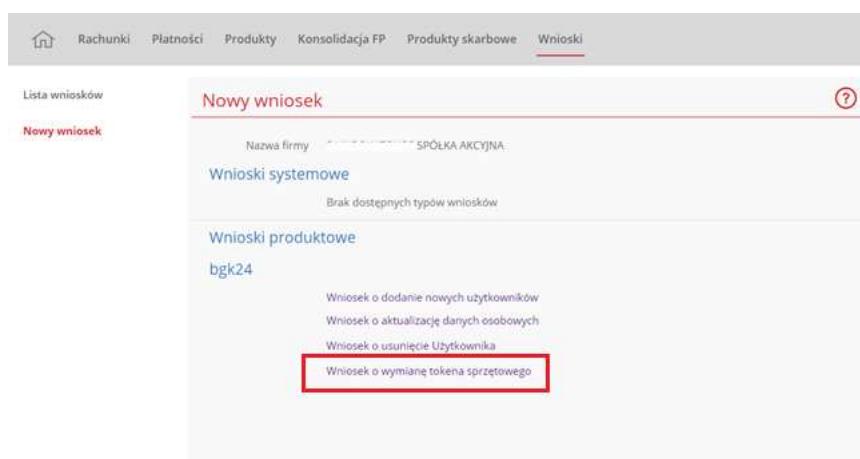 Rachunki Płatności Produkty Konsolidacja FP Produkty skarbowe Wnioski
Lista wniosków
Nowy wniosek
Nowy wniosek
?
Nazwa firmy SPÓŁKA AKCYJNA
Wnioski systemowe
Brak dostępnych typów wniosków
Wnioski produktowe
bgk24
Wniosek o dodanie nowych użytkowników
Wniosek o aktualizację danych osobowych
Wniosek o usunięcie Użytkownika
Wniosek o wymianę tokena sprzętowego